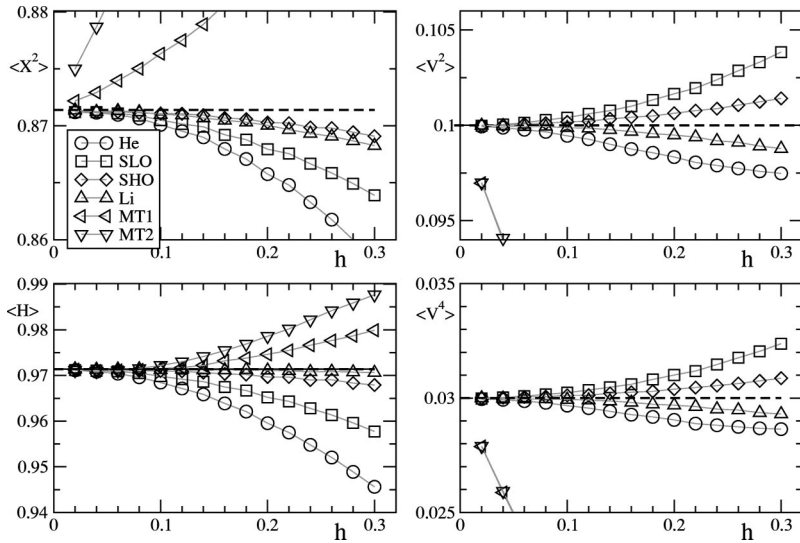 0.88
<X²>
0.87
0.86
He
SLO
SHO
Li
MT1
MT2
0 0.1 0.2 h 0.3
0.105
<V²>
0.1
0.095
0 0.1 0.2 h 0.3
0.99
<H>
0.98
0.97
0.96
0.95
0.94
0 0.1 0.2 h 0.3
0.035
<V⁴>
0.03
0.025
0 0.1 0.2 h 0.3